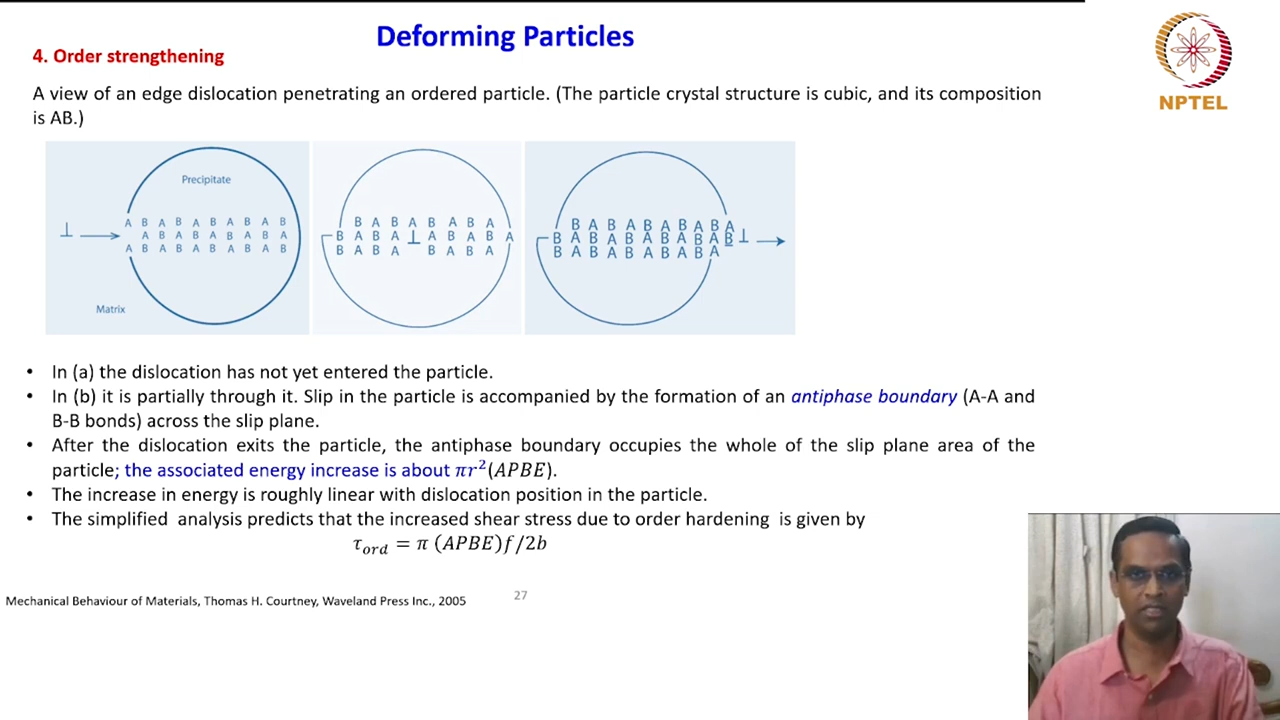 Deforming Particles
4. Order strengthening
NPTEL
A view of an edge dislocation penetrating an ordered particle. (The particle crystal structure is cubic, and its composition
is AB.)
Precipitate
A B A B A B A B A B
A B A B A B A B A
A B A B A B A B A B
Matrix
B A B A B A B A
B A B A ⊥ A B A B A
B A B A B A B A
B A B A B A B A B A
B A B A B A B A B B ⊥
B A B A B A B A B A
• In (a) the dislocation has not yet entered the particle.
• In (b) it is partially through it. Slip in the particle is accompanied by the formation of an antiphase boundary (A-A and
B-B bonds) across the slip plane.
• After the dislocation exits the particle, the antiphase boundary occupies the whole of the slip plane area of the
particle; the associated energy increase is about πr²(APBE).
• The increase in energy is roughly linear with dislocation position in the particle.
• The simplified analysis predicts that the increased shear stress due to order hardening is given by
τ_ord = π (APBE)f/2b
Mechanical Behaviour of Materials, Thomas H. Courtney, Waveland Press Inc., 2005
27